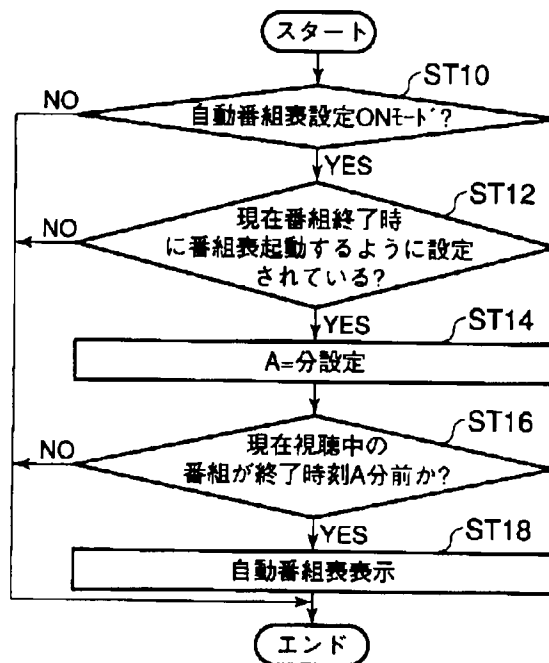 スタート
ST10
自動番組表設定ONモード?
NO
YES
ST12
現在番組終了時
に番組表起動するように設定
されている?
NO
YES
ST14
A=分設定
ST16
現在視聴中の
番組が終了時刻A分前か?
NO
YES
ST18
自動番組表表示
エンド